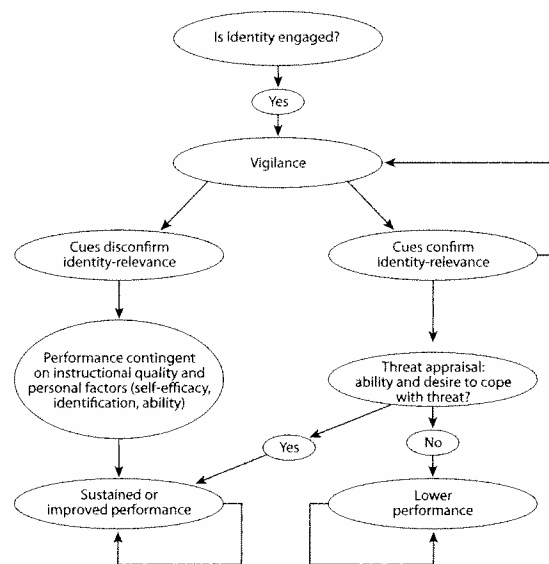 Is identity engaged?
Yes
Vigilance
Cues disconfirm
identity-relevance
Cues confirm
identity-relevance
Performance contingent
on instructional quality and
personal factors (self-efficacy,
identification, ability)
Threat appraisal:
ability and desire to cope
with threat?
Yes
No
Sustained or
improved performance
Lower
performance